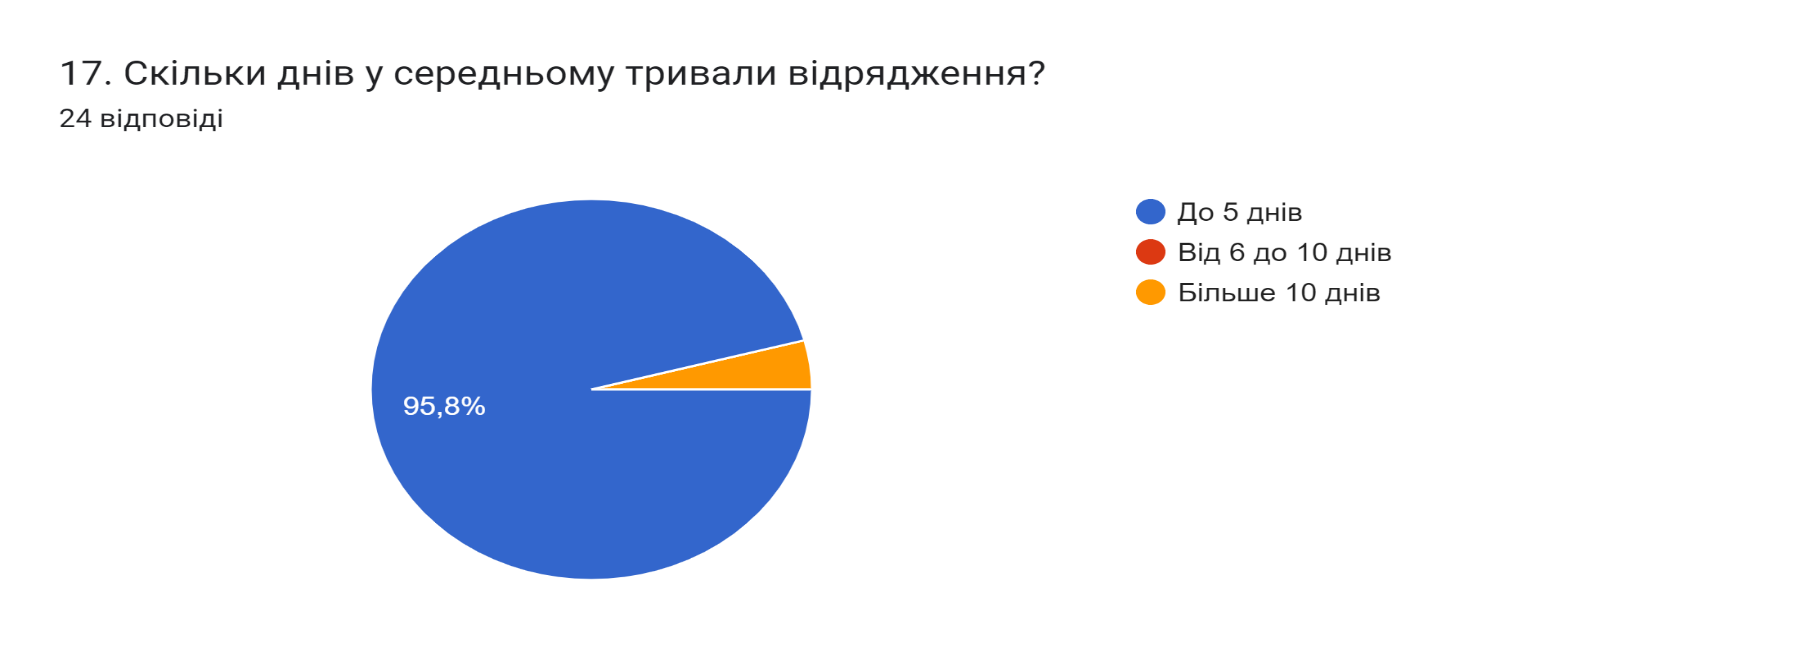 17. Скільки днів у середньому тривали відрядження?
24 відповіді
До 5 днів
Від 6 до 10 днів
Більше 10 днів
95,8%